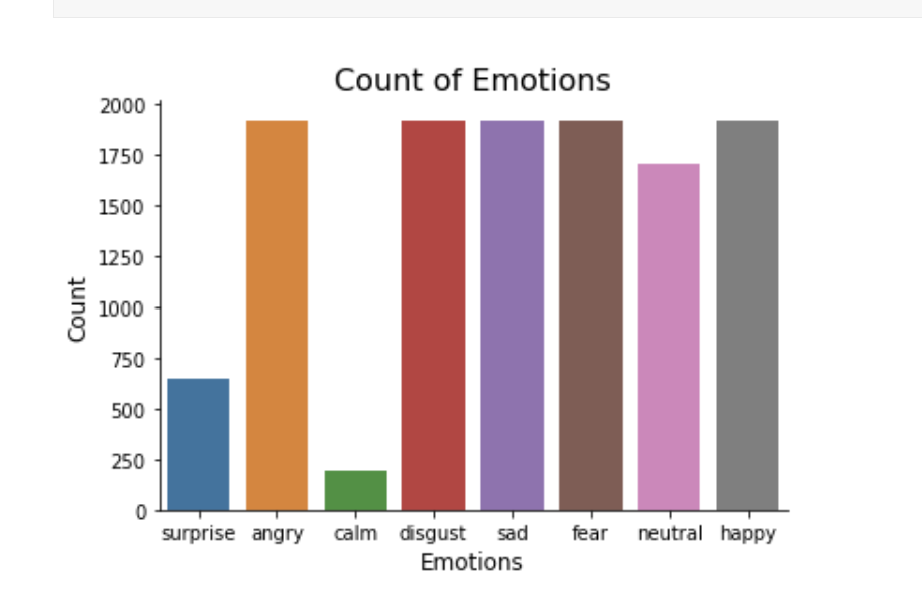 Count of Emotions
2000
1750
1500
1250
1000
750
500
250
0
Count
surprise angry calm disgust sad fear neutral happy
Emotions